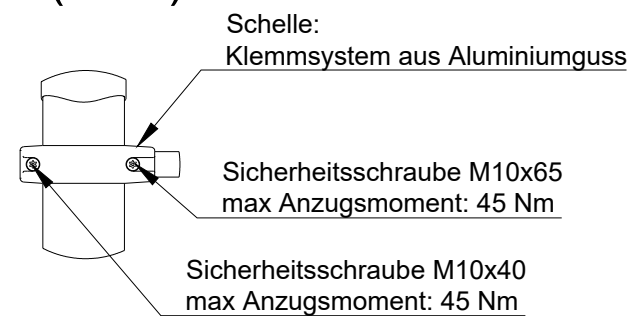 Schelle:
Klemmsystem aus Aluminiumguss
Sicherheitsschraube M10x65
max Anzugsmoment: 45 Nm
Sicherheitsschraube M10x40
max Anzugsmoment: 45 Nm